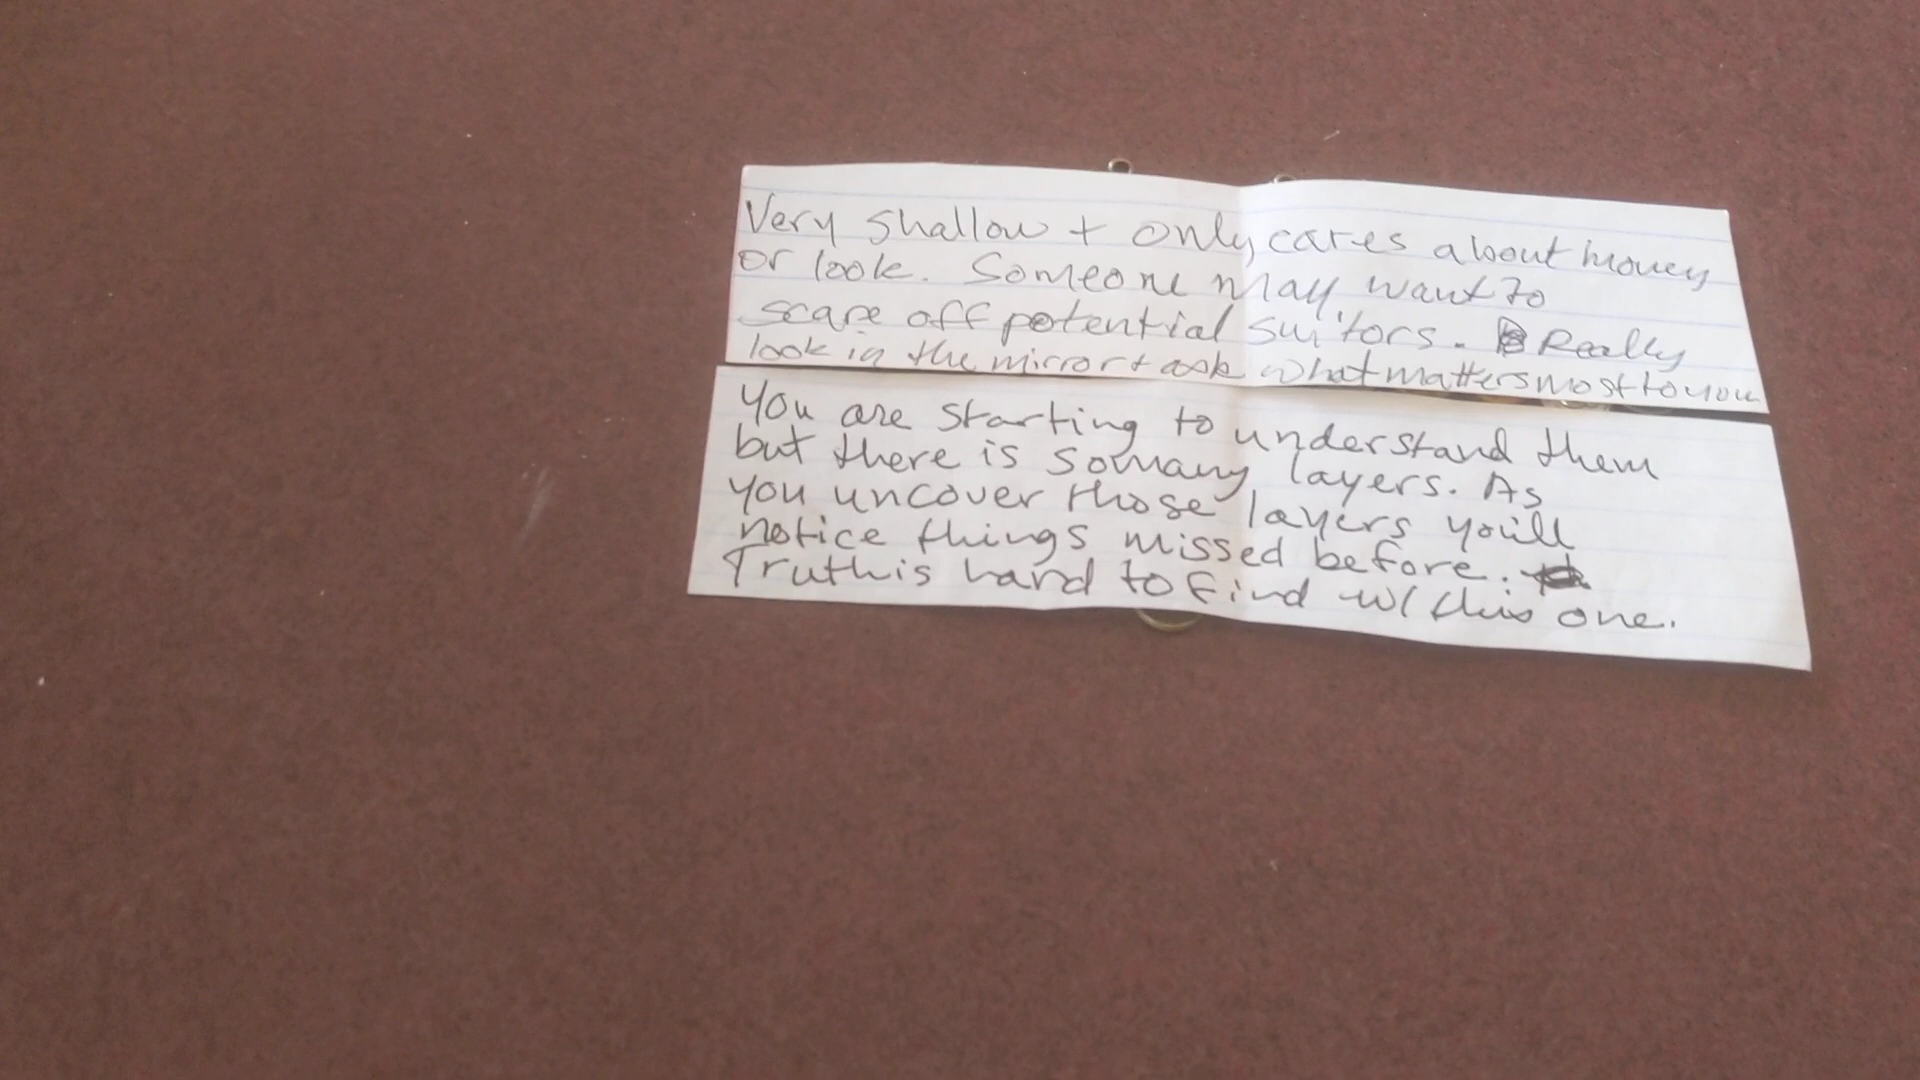 Very shallow + only cares about money
or look. Someone may want to
scare off potential suitors. Really
look in the mirror + ask what matters most to you
You are starting to understand them
but there is so many layers. As
you uncover those layers you'll
notice things missed before.
Truth is hard to find w/ this one.